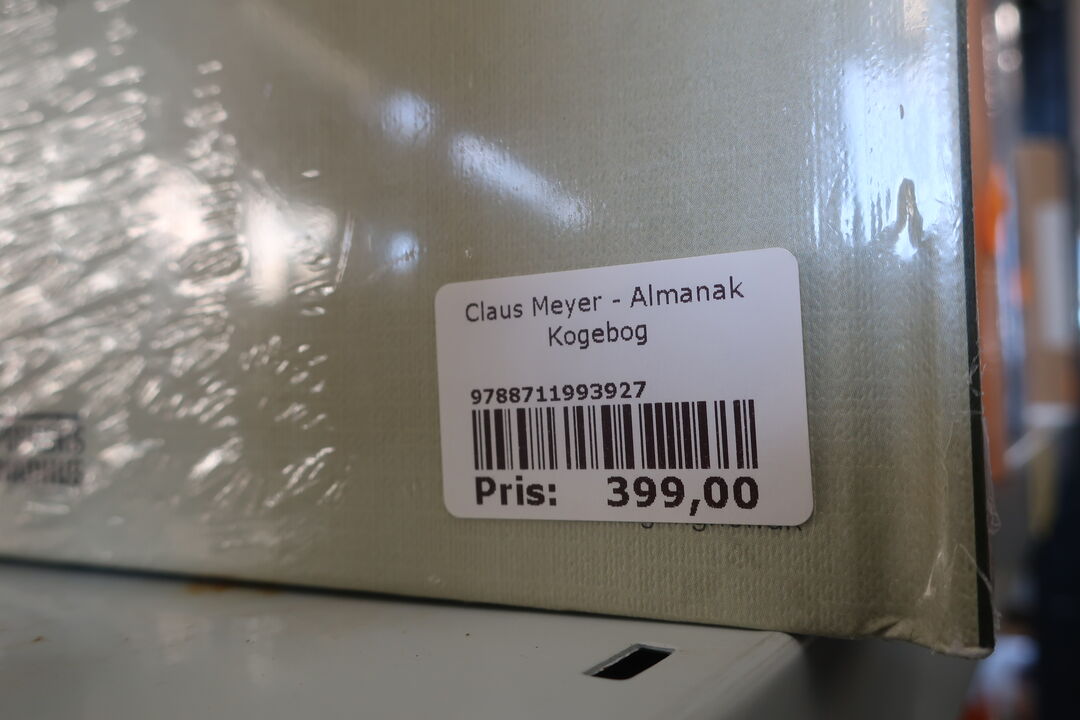 Claus Meyer - Almanak
Kogebog
9788711993927
Pris: 399,00